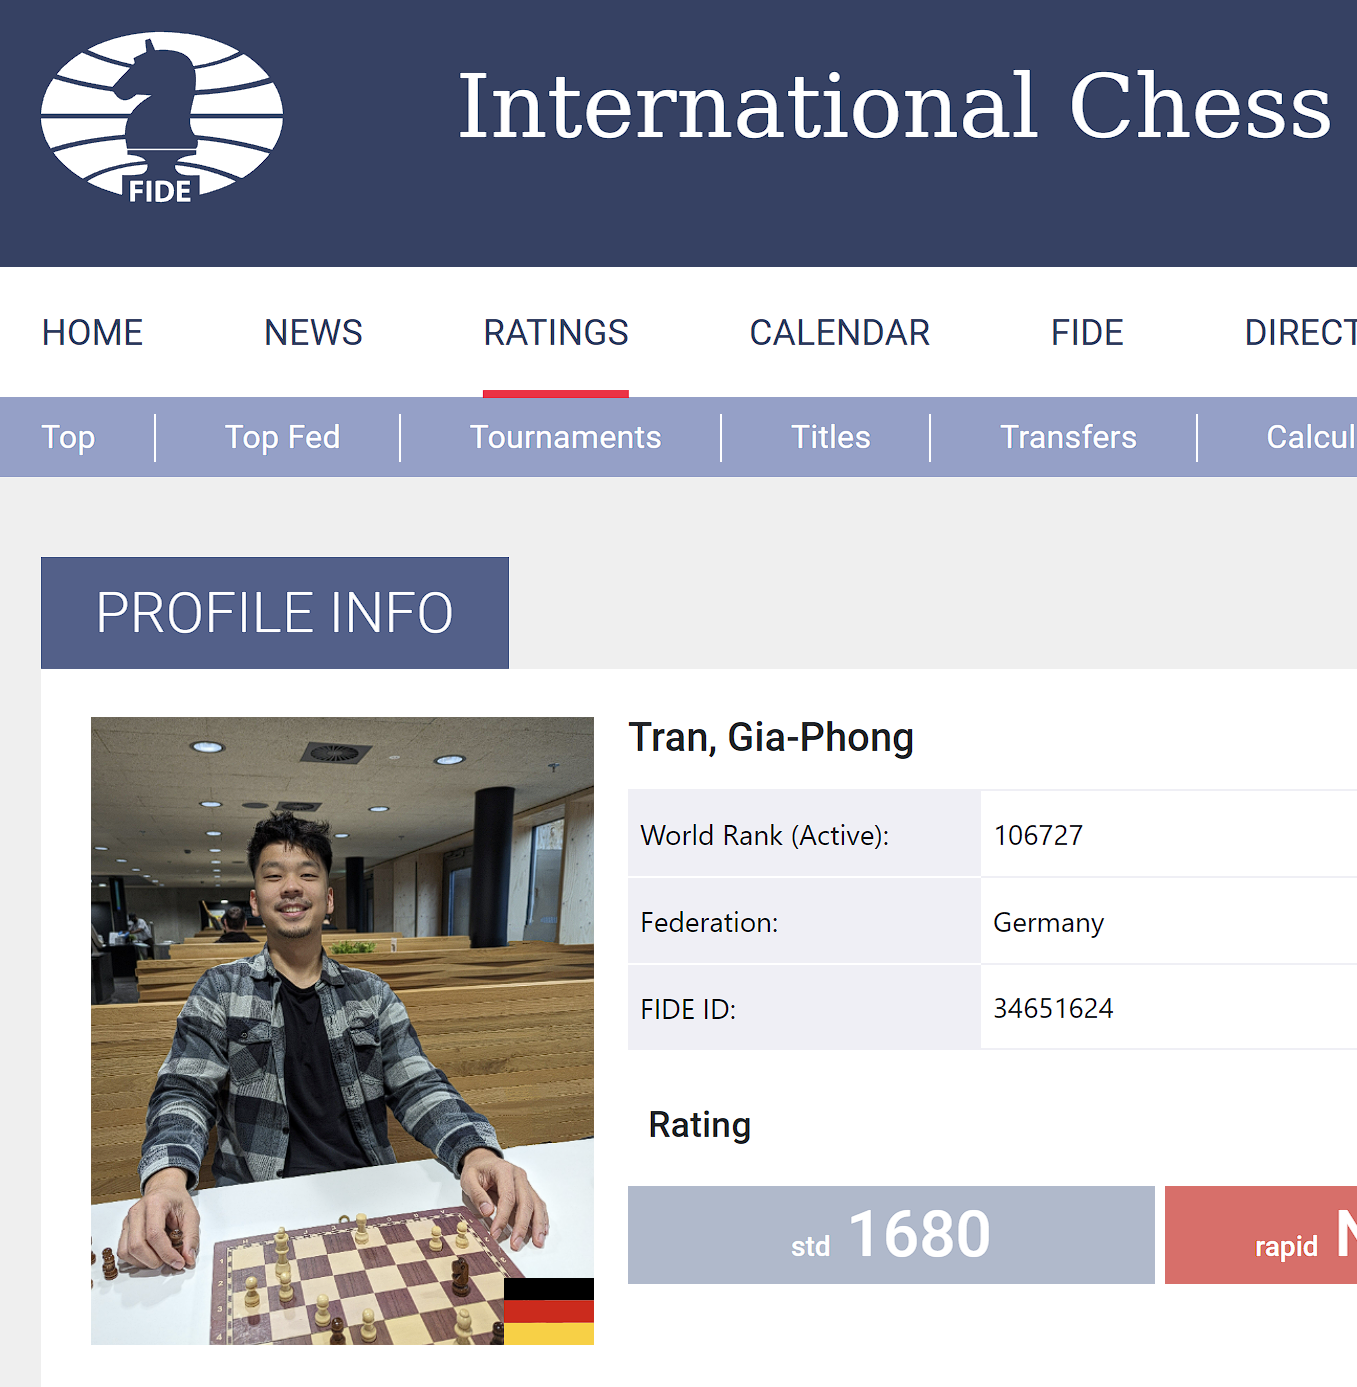 FIDE
International Chess
HOME NEWS RATINGS CALENDAR FIDE DIRECT
Top Top Fed Tournaments Titles Transfers Calcul
PROFILE INFO
Tran, Gia-Phong
World Rank (Active): 106727
Federation: Germany
FIDE ID: 34651624
Rating
std 1680 rapid N